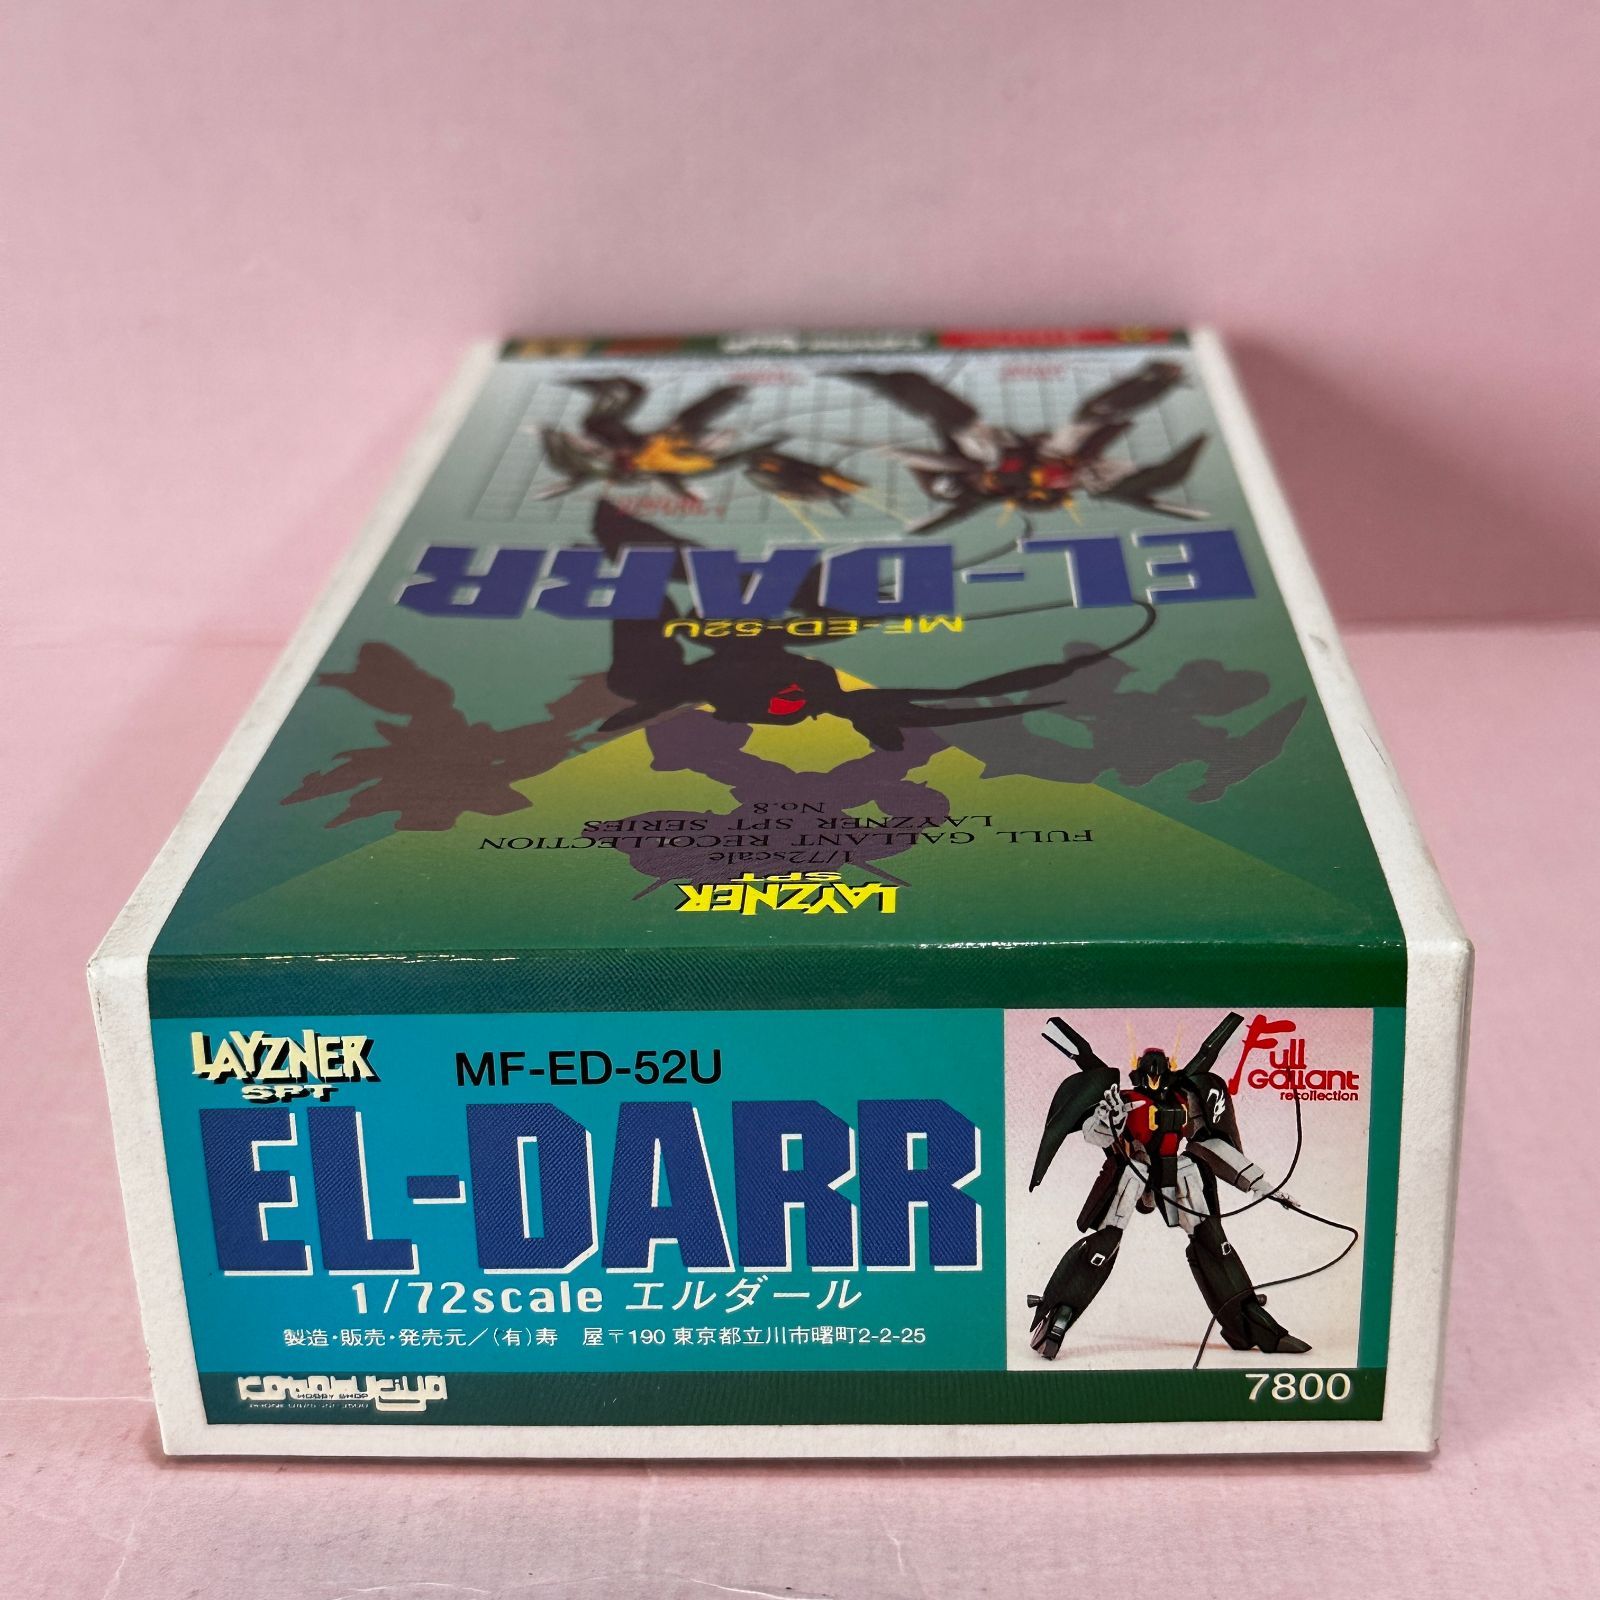 EL-DARR
MF-ED-52U
No.8
LAYZNER SPT SERIES
FULL GALLANT RECOLLECTION
1/72scale
SPT
LAYZNER
LAYZNER
SPT
MF-ED-52U
EL-DARR
1/72scale エルダール
製造・販売・発売元／(有)寿 屋〒190 東京都立川市曙町2-2-25
Kotobukiya
HOBBY SHOP
Full
Gallant
recollection
7800